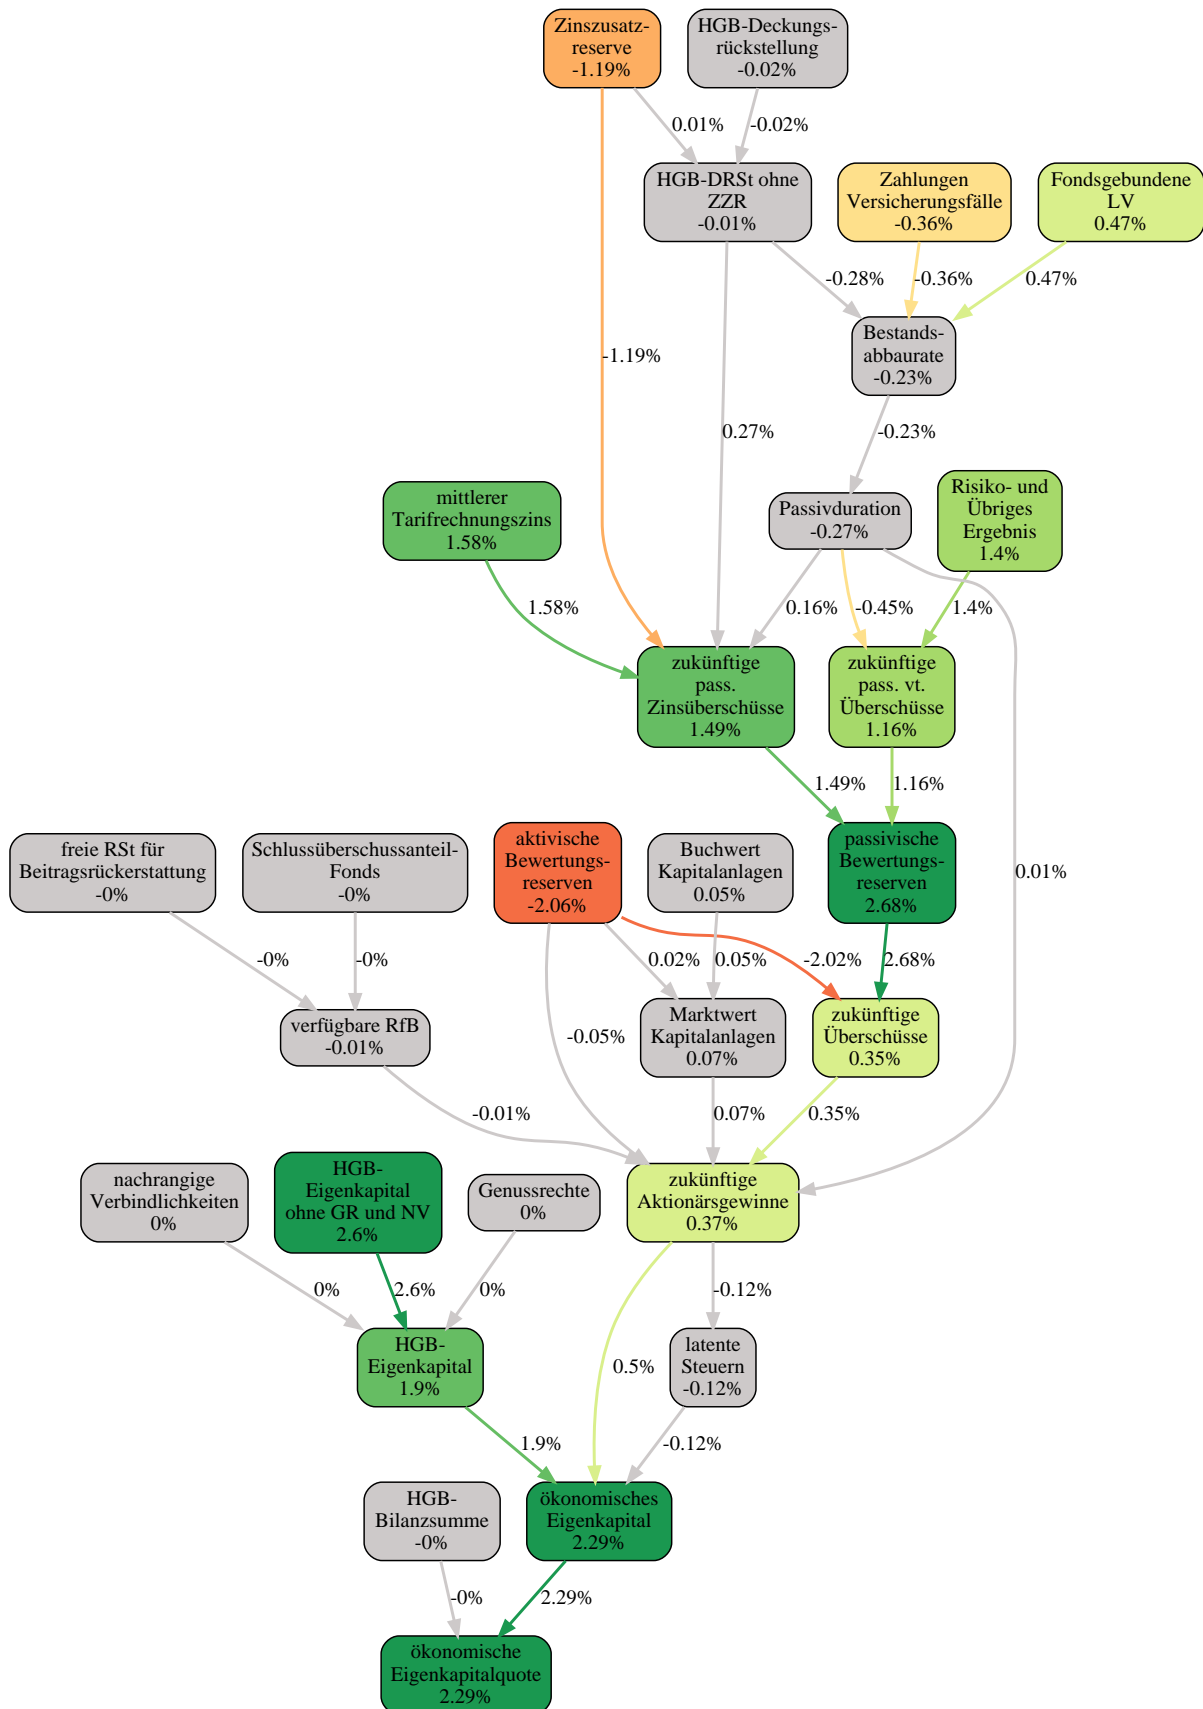 Zinszusatz-
reserve
-1.19%
HGB-Deckungs-
rückstellung
-0.02%
0.01%
-0.02%
HGB-DRSt ohne
ZZR
-0.01%
Zahlungen
Versicherungsfälle
-0.36%
Fondsgebundene
LV
0.47%
-0.28%
-0.36%
0.47%
Bestands-
abbaurate
-0.23%
-1.19%
0.27%
-0.23%
mittlerer
Tarifrechnungszins
1.58%
Passivduration
-0.27%
Risiko- und
Übriges
Ergebnis
1.4%
1.58%
0.16%
-0.45%
1.4%
zukünftige
pass.
Zinsüberschüsse
1.49%
zukünftige
pass. vt.
Überschüsse
1.16%
1.49%
1.16%
freie RSt für
Beitragsrückerstattung
-0%
Schlussüberschussanteil-
Fonds
-0%
aktivische
Bewertungs-
reserven
-2.06%
Buchwert
Kapitalanlagen
0.05%
passivische
Bewertungs-
reserven
2.68%
0.01%
-0%
-0%
0.02%
0.05%
-2.02%
2.68%
verfügbare RfB
-0.01%
-0.05%
Marktwert
Kapitalanlagen
0.07%
zukünftige
Überschüsse
0.35%
-0.01%
0.07%
0.35%
nachrangige
Verbindlichkeiten
0%
HGB-
Eigenkapital
ohne GR und NV
2.6%
Genussrechte
0%
zukünftige
Aktionärsgewinne
0.37%
0%
2.6%
0%
-0.12%
HGB-
Eigenkapital
1.9%
0.5%
latente
Steuern
-0.12%
1.9%
-0.12%
HGB-
Bilanzsumme
-0%
ökonomisches
Eigenkapital
2.29%
-0%
2.29%
ökonomische
Eigenkapitalquote
2.29%